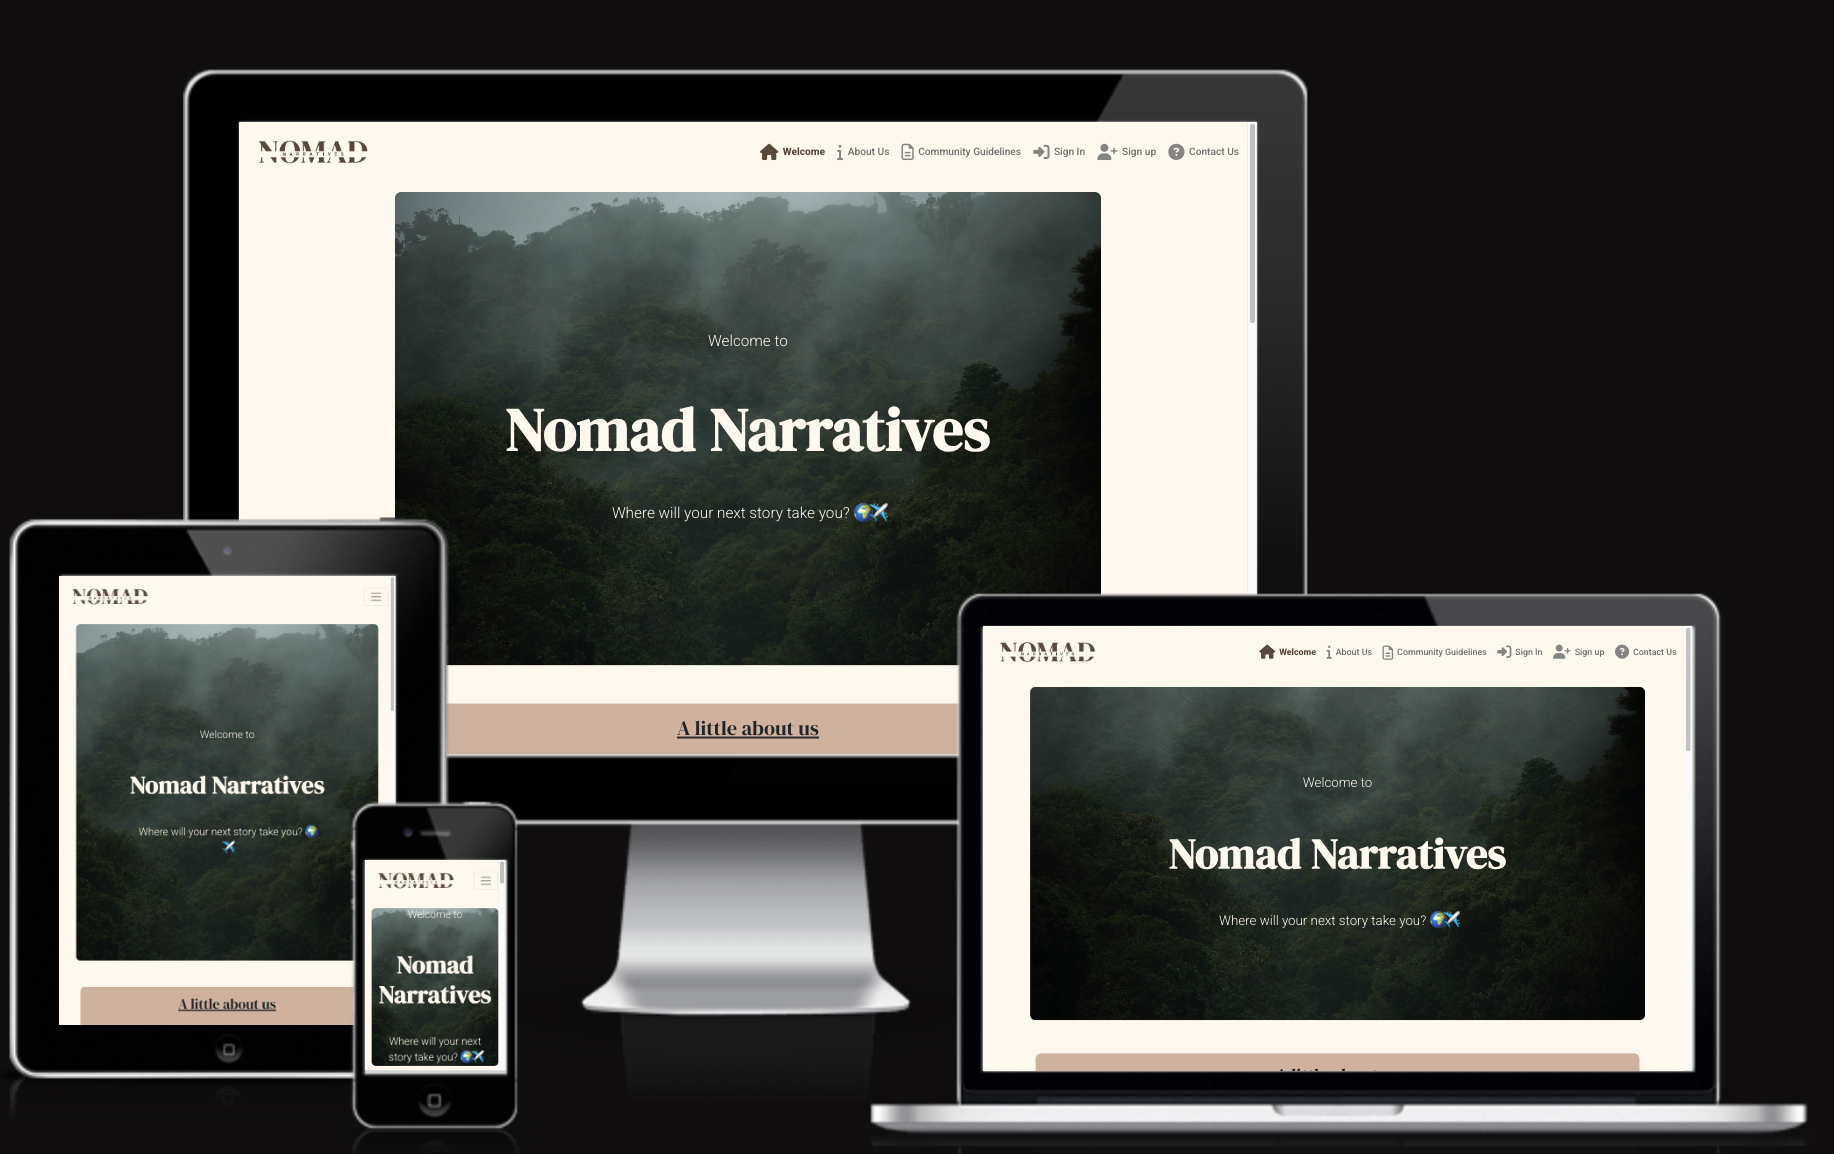 NOMAD
NARRATIVES
Welcome
About Us
Community Guidelines
Sign In
Sign up
Contact Us
Welcome to
Nomad Narratives
Where will your next story take you? 🌍✈️
A little about us
NOMAD
Welcome to
Nomad Narratives
Where will your next story take you? 🌍
✈️
A little about us
NOMAD
Welcome to
Nomad
Narratives
Where will your next
story take you? 🌍✈️
NOMAD
NARRATIVES
Welcome
About Us
Community Guidelines
Sign In
Sign up
Contact Us
Welcome to
Nomad Narratives
Where will your next story take you? 🌍✈️